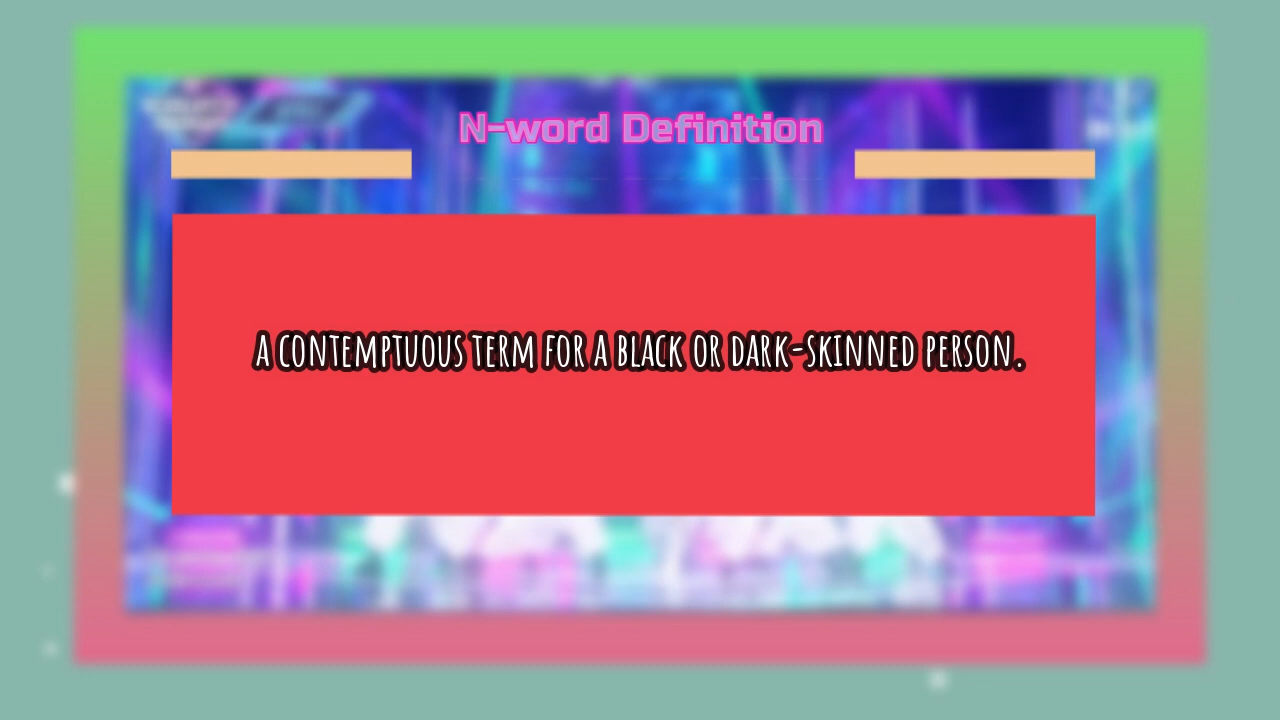 N-word Definition
A CONTEMPTUOUS TERM FOR A BLACK OR DARK-SKINNED PERSON.